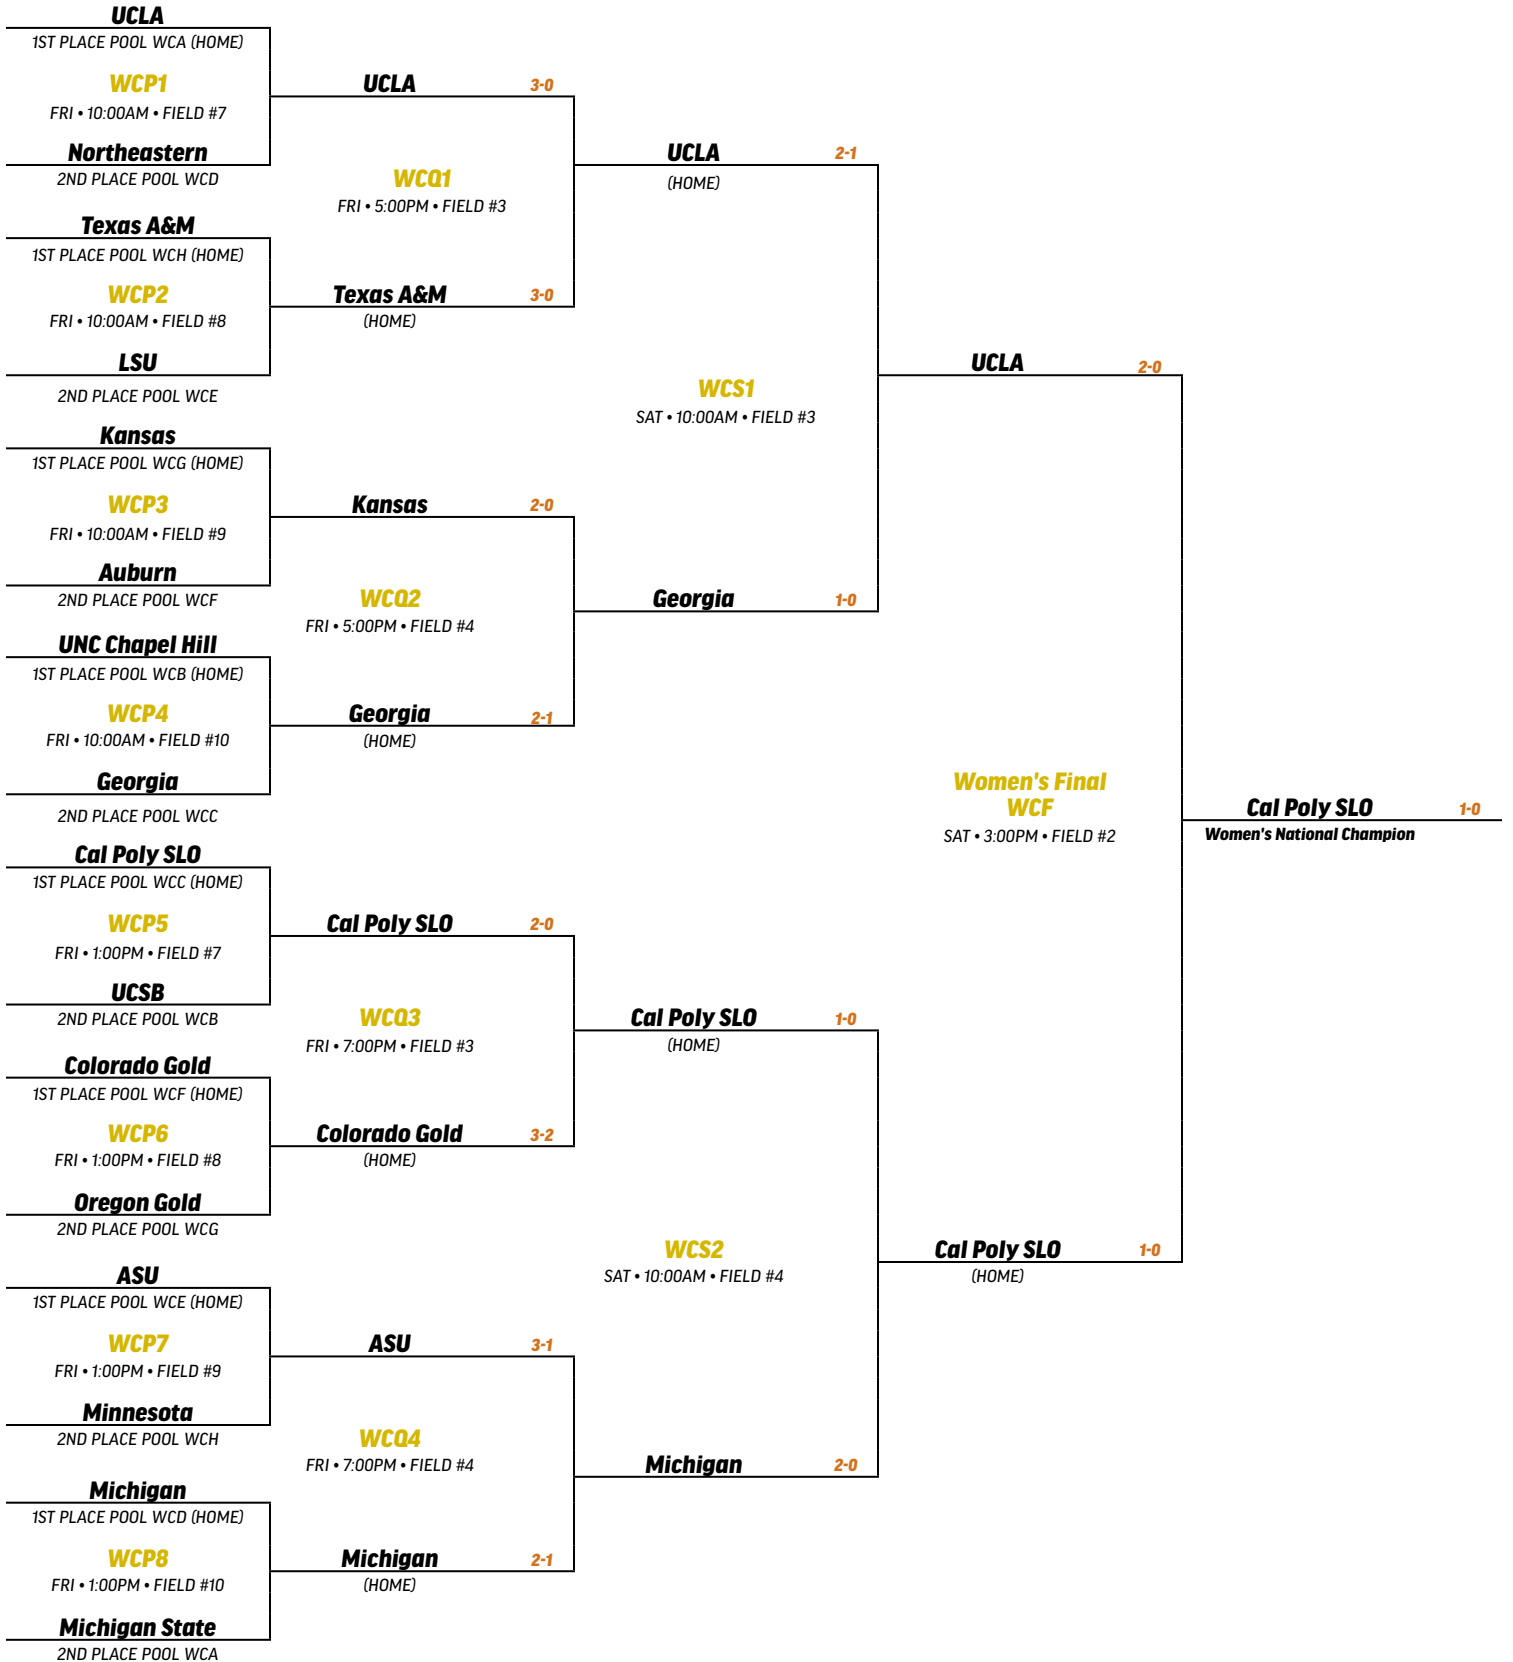 UCLA
1ST PLACE POOL WCA (HOME)
WCP1
FRI • 10:00AM • FIELD #7
Northeastern
2ND PLACE POOL WCD
Texas A&M
1ST PLACE POOL WCH (HOME)
WCP2
FRI • 10:00AM • FIELD #8
LSU
2ND PLACE POOL WCE
Kansas
1ST PLACE POOL WCG (HOME)
WCP3
FRI • 10:00AM • FIELD #9
Auburn
2ND PLACE POOL WCF
UNC Chapel Hill
1ST PLACE POOL WCB (HOME)
WCP4
FRI • 10:00AM • FIELD #10
Georgia
2ND PLACE POOL WCC
Cal Poly SLO
1ST PLACE POOL WCC (HOME)
WCP5
FRI • 1:00PM • FIELD #7
UCSB
2ND PLACE POOL WCB
Colorado Gold
1ST PLACE POOL WCF (HOME)
WCP6
FRI • 1:00PM • FIELD #8
Oregon Gold
2ND PLACE POOL WCG
ASU
1ST PLACE POOL WCE (HOME)
WCP7
FRI • 1:00PM • FIELD #9
Minnesota
2ND PLACE POOL WCH
Michigan
1ST PLACE POOL WCD (HOME)
WCP8
FRI • 1:00PM • FIELD #10
Michigan State
2ND PLACE POOL WCA
UCLA 3-0
WCQ1
FRI • 5:00PM • FIELD #3
Texas A&M 3-0
(HOME)
Kansas 2-0
WCQ2
FRI • 5:00PM • FIELD #4
Georgia 2-1
(HOME)
Cal Poly SLO 2-0
WCQ3
FRI • 7:00PM • FIELD #3
Colorado Gold 3-2
(HOME)
ASU 3-1
WCQ4
FRI • 7:00PM • FIELD #4
Michigan 2-1
(HOME)
UCLA 2-1
(HOME)
WCS1
SAT • 10:00AM • FIELD #3
Georgia 1-0
Cal Poly SLO 1-0
(HOME)
WCS2
SAT • 10:00AM • FIELD #4
Michigan 2-0
UCLA 2-0
Women's Final
WCF
SAT • 3:00PM • FIELD #2
Cal Poly SLO 1-0
(HOME)
Cal Poly SLO 1-0
Women's National Champion